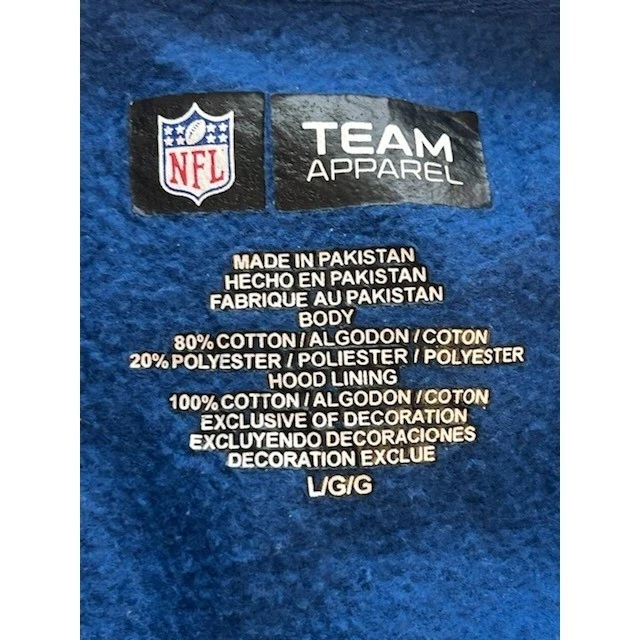 NFL
TEAM
APPAREL
MADE IN PAKISTAN
HECHO EN PAKISTAN
FABRIQUE AU PAKISTAN
BODY
80% COTTON / ALGODON / COTON
20% POLYESTER / POLIESTER / POLYESTER
HOOD LINING
100% COTTON / ALGODON / COTON
EXCLUSIVE OF DECORATION
EXCLUYENDO DECORACIONES
DECORATION EXCLUE
L/G/G